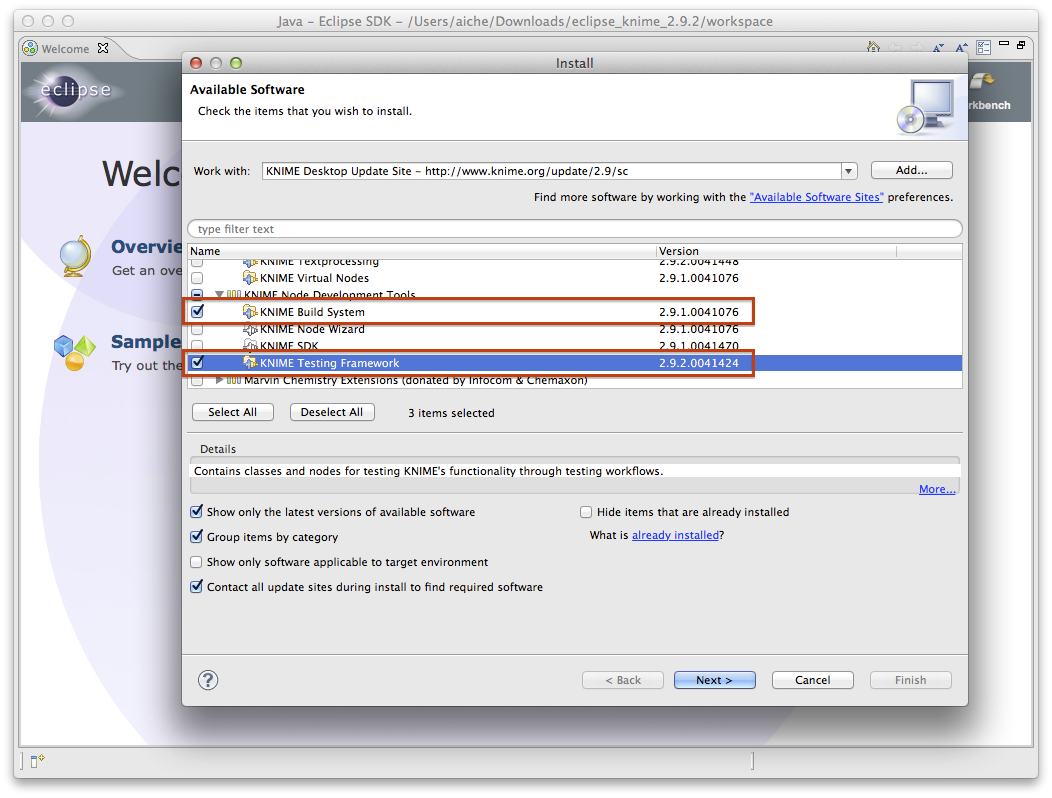 Java – Eclipse SDK – /Users/aiche/Downloads/eclipse_knime_2.9.2/workspace
Welcome
Install
eclipse
Available Software
Check the items that you wish to install.
rkbench
Welc
Work with: KNIME Desktop Update Site – http://www.knime.org/update/2.9/sc Add...
Find more software by working with the "Available Software Sites" preferences.
type filter text
Overvie
Get an ove
Name Version
KNIME Textprocessing 2.9.2.0041448
KNIME Virtual Nodes 2.9.1.0041076
KNIME Node Development Tools
KNIME Build System 2.9.1.0041076
KNIME Node Wizard 2.9.1.0041076
Sample
KNIME SDK 2.9.1.0041470
Try out the
KNIME Testing Framework 2.9.2.0041424
Marvin Chemistry Extensions (donated by Infocom & Chemaxon)
Select All Deselect All 3 items selected
Details
Contains classes and nodes for testing KNIME's functionality through testing workflows.
More...
Show only the latest versions of available software Hide items that are already installed
Group items by category What is already installed?
Show only software applicable to target environment
Contact all update sites during install to find required software
? < Back Next > Cancel Finish